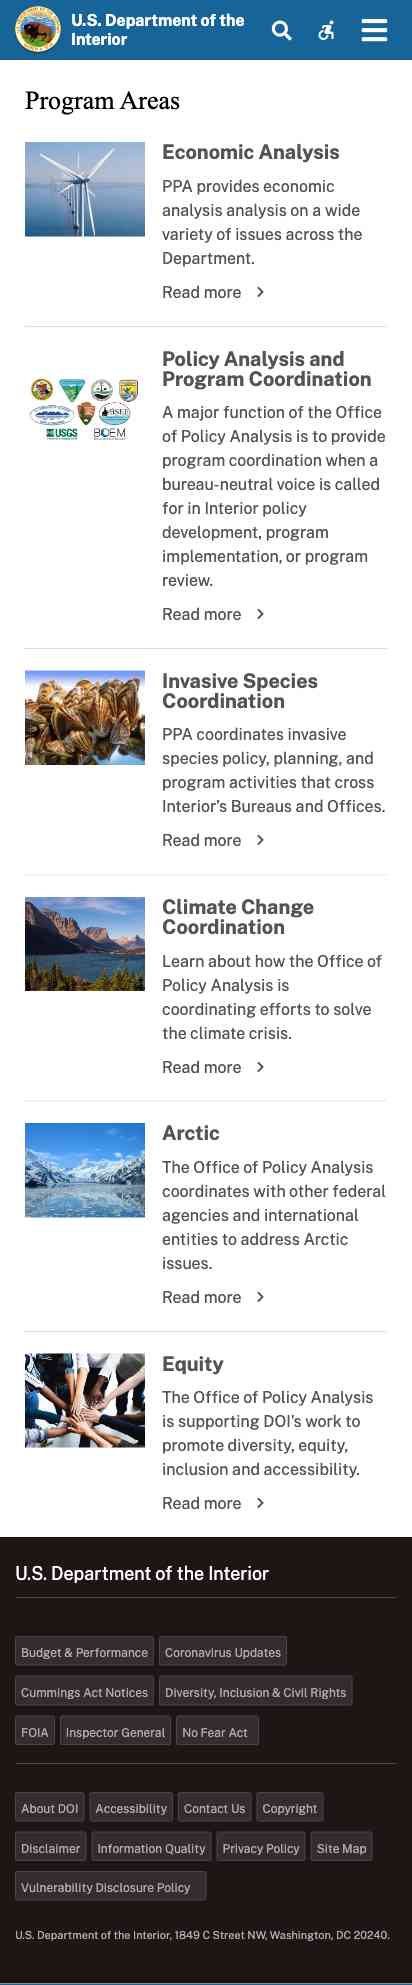 U.S. Department of the
Interior
Program Areas
Economic Analysis
PPA provides economic
analysis analysis on a wide
variety of issues across the
Department.
Read more
Policy Analysis and
Program Coordination
USGS
BSEE
BOEM
A major function of the Office
of Policy Analysis is to provide
program coordination when a
bureau-neutral voice is called
for in Interior policy
development, program
implementation, or program
review.
Read more
Invasive Species
Coordination
PPA coordinates invasive
species policy, planning, and
program activities that cross
Interior's Bureaus and Offices.
Read more
Climate Change
Coordination
Learn about how the Office of
Policy Analysis is
coordinating efforts to solve
the climate crisis.
Read more
Arctic
The Office of Policy Analysis
coordinates with other federal
agencies and international
entities to address Arctic
issues.
Read more
Equity
The Office of Policy Analysis
is supporting DOI's work to
promote diversity, equity,
inclusion and accessibility.
Read more
U.S. Department of the Interior
Budget & Performance Coronavirus Updates
Cummings Act Notices Diversity, Inclusion & Civil Rights
FOIA Inspector General No Fear Act
About DOI Accessibility Contact Us Copyright
Disclaimer Information Quality Privacy Policy Site Map
Vulnerability Disclosure Policy
U.S. Department of the Interior, 1849 C Street NW, Washington, DC 20240.